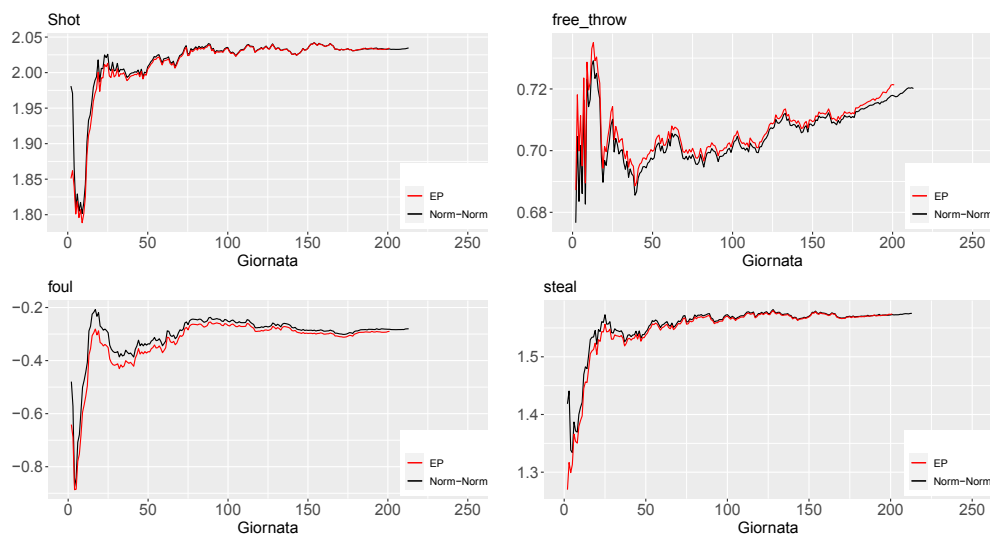 Shot
2.05
2.00
1.95
1.90
1.85
1.80
EP
Norm−Norm
0 50 100 150 200 250
Giornata
free_throw
0.72
0.70
0.68
EP
Norm−Norm
0 50 100 150 200 250
Giornata
foul
−0.2
−0.4
−0.6
−0.8
EP
Norm−Norm
0 50 100 150 200 250
Giornata
steal
1.5
1.4
1.3
EP
Norm−Norm
0 50 100 150 200 250
Giornata